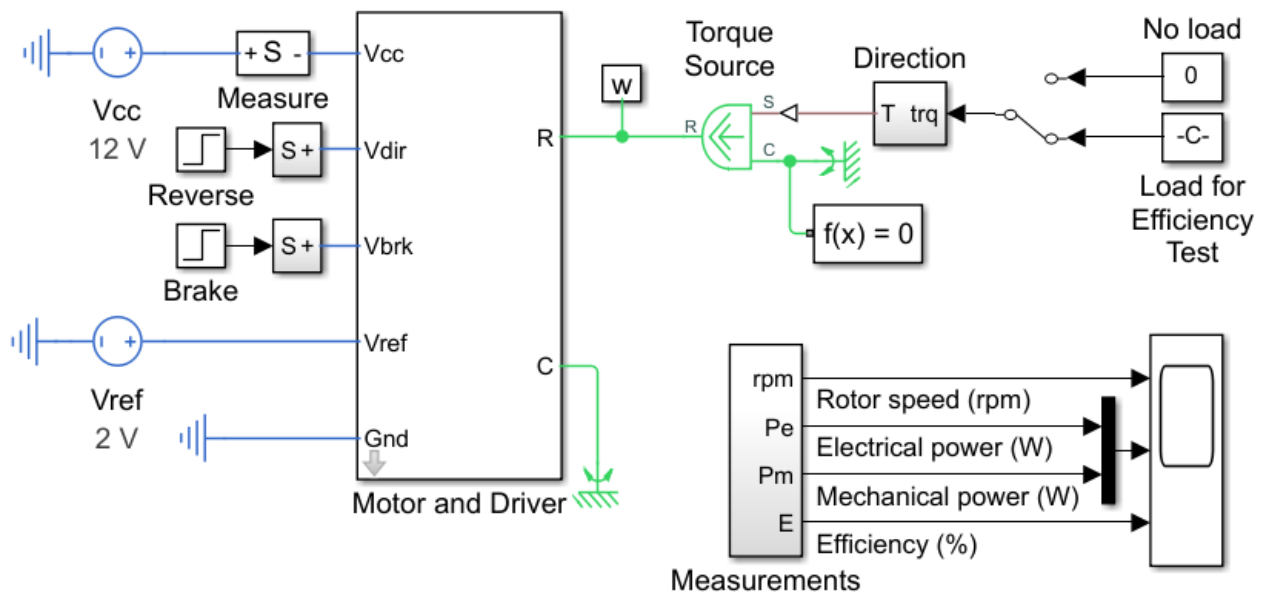 + S -
Measure
Vcc
12 V
Reverse
S +
Brake
S +
Vref
2 V
Vcc
Vdir
Vbrk
Vref
Gnd
R
C
Motor and Driver
w
Torque
Source
R
S
C
Direction
T trq
f(x) = 0
No load
0
-C-
Load for
Efficiency
Test
rpm
Pe
Pm
E
Rotor speed (rpm)
Electrical power (W)
Mechanical power (W)
Efficiency (%)
Measurements